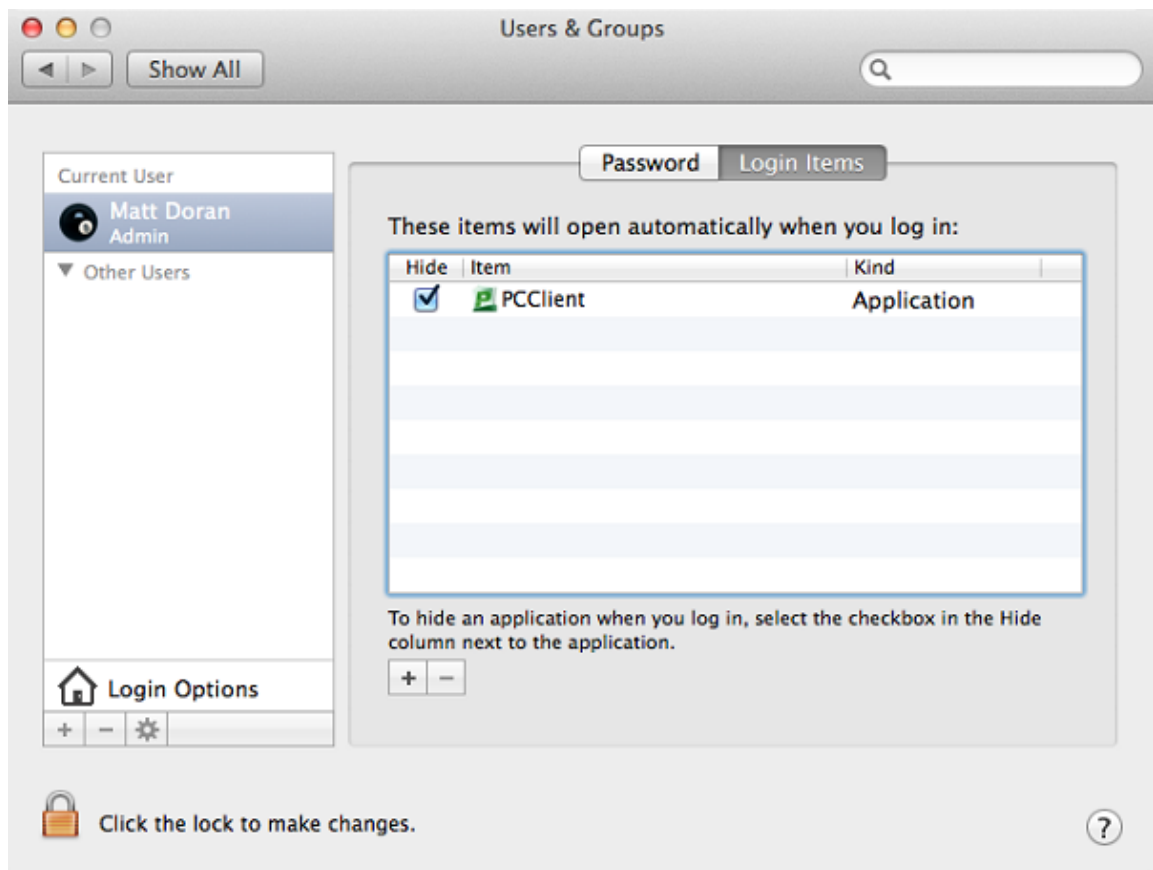 Users & Groups
Show All
Current User
Matt Doran
Admin
Other Users
Login Options
Password
Login Items
These items will open automatically when you log in:
Hide Item Kind
PCClient Application
To hide an application when you log in, select the checkbox in the Hide
column next to the application.
+ −
+ −
Click the lock to make changes.
?